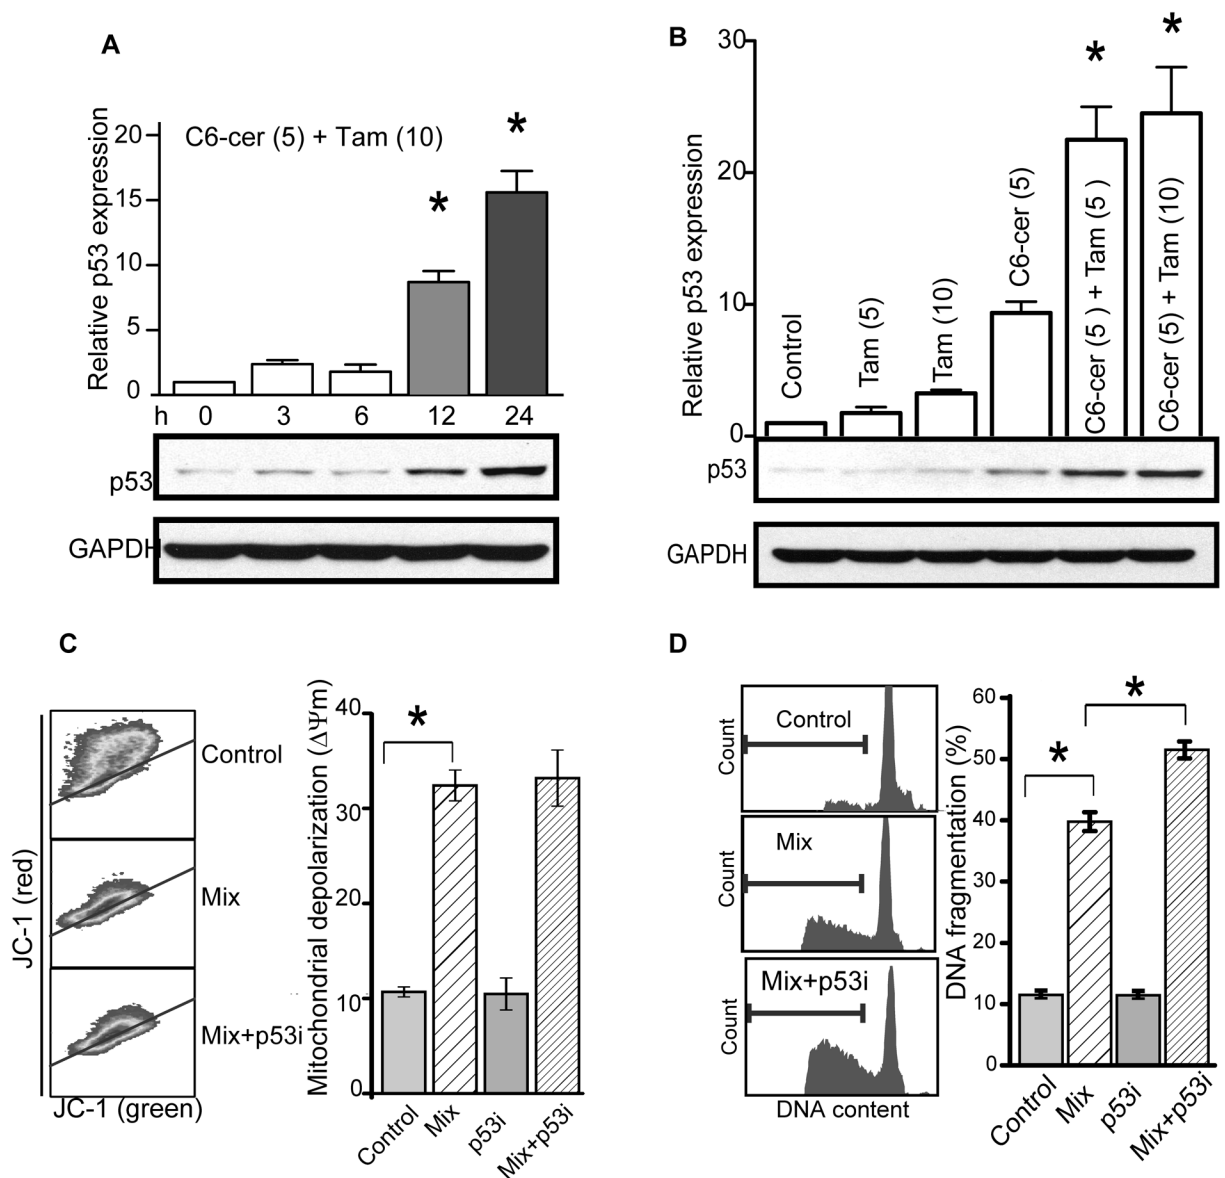 A
Relative p53 expression
20
15
10
5
0
C6-cer (5) + Tam (10)
*
*
h 0 3 6 12 24
p53
GAPDH
B
Relative p53 expression
30
20
10
0
Control
Tam (5)
Tam (10)
C6-cer (5)
C6-cer (5 ) + Tam (5 )
C6-cer (5) + Tam (10)
*
*
p53
GAPDH
C
JC-1 (red)
Control
Mix
Mix+p53i
JC-1 (green)
Mitochondrial depolarization (ΔΨm)
40
30
20
10
0
*
Control
Mix
p53i
Mix+p53i
D
Count
Control
Count
Mix
Count
Mix+p53i
DNA content
DNA fragmentation (%)
60
50
40
30
20
10
0
*
*
Control
Mix
p53i
Mix+p53i